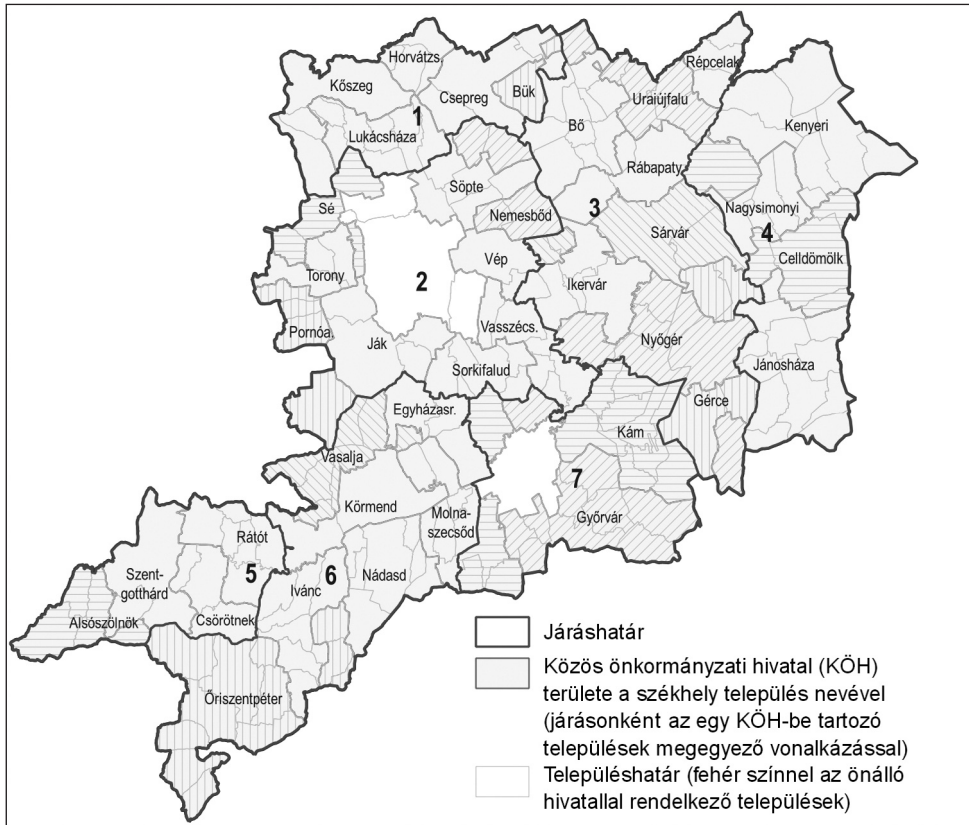 Horvátzs.
Kőszeg
Répcelak
Csepreg
Bük
Uraiújfalu
1
Lukácsháza
Bő
Kenyeri
Rábapaty
Söpte
Sé
Nemesbőd
3
Nagysimonyi
Sárvár
4
Celldömölk
Torony
2
Vép
Ikervár
Pornóa.
Ják
Vasszécs.
Nyőgér
Sorkifalud
Jánosháza
Egyházasr.
Gérce
Kám
Vasalja
7
Körmend
Molna-
szecsőd
Győrvár
Rátót
5
6
Szent-
gotthárd
Ivánc
Nádasd
Alsószölnök
Csörötnek
Őriszentpéter
Járáshatár
Közös önkormányzati hivatal (KÖH)
területe a székhely település nevével
(járásonként az egy KÖH-be tartozó
települések megegyező vonalkázással)
Településhatár (fehér színnel az önálló
hivatallal rendelkező települések)